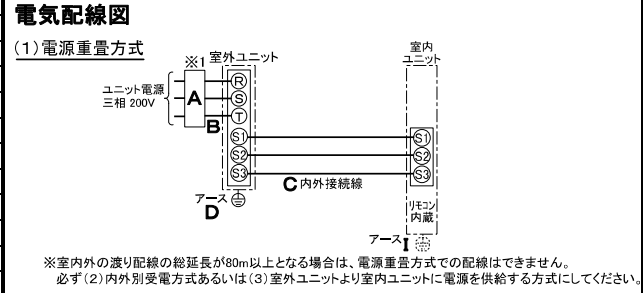 電気配線図
(1)電源重畳方式
※1
室外ユニット
室内
ユニット
ユニット電源
三相 200V
A
B
R
S
T
S1
S2
S3
S1
S2
S3
C 内外接続線
アース
D
リモコン
内蔵
アース I
※室内外の渡り配線の総延長が80m以上となる場合は、電源重畳方式での配線はできません。
必ず(2)内外別受電方式あるいは(3)室外ユニットより室内ユニットに電源を供給する方式にしてください。